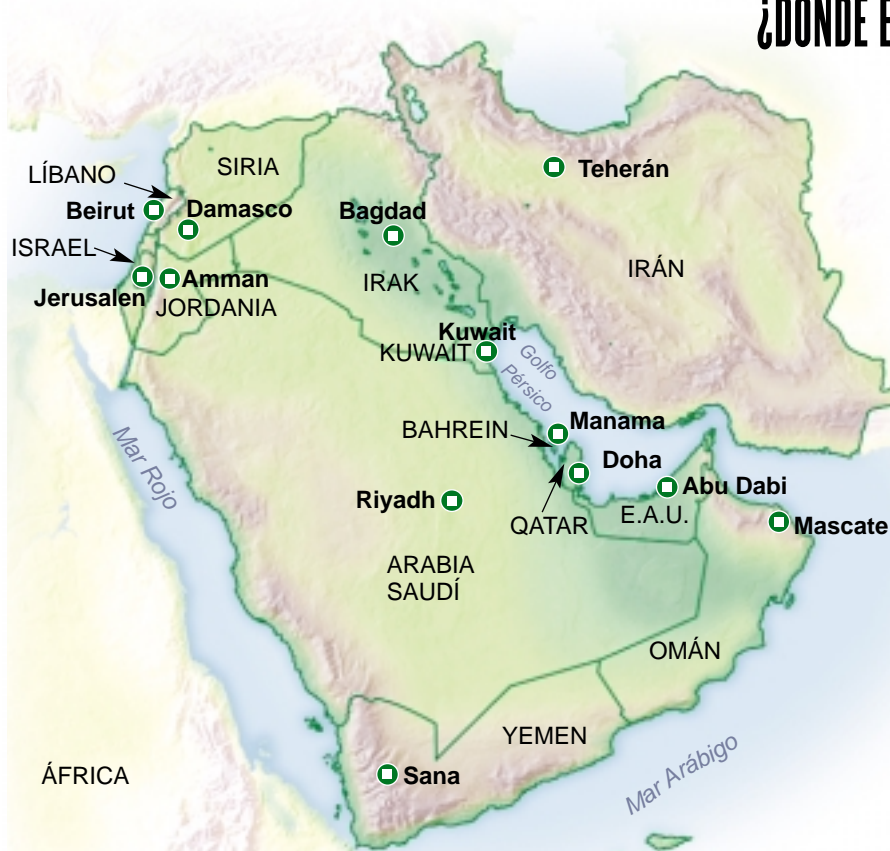 ¿DÓNDE E
SIRIA
LÍBANO
Teherán
Beirut
Damasco
Bagdad
ISRAEL
IRÁN
Jerusalen
Amman
IRAK
JORDANIA
Kuwait
KUWAIT
Golfo
Pérsico
BAHREIN
Manama
Mar Rojo
Doha
Riyadh
Abu Dabi
QATAR
E.A.U.
Mascate
ARABIA
SAUDÍ
OMÁN
YEMEN
ÁFRICA
Sana
Mar Arábigo